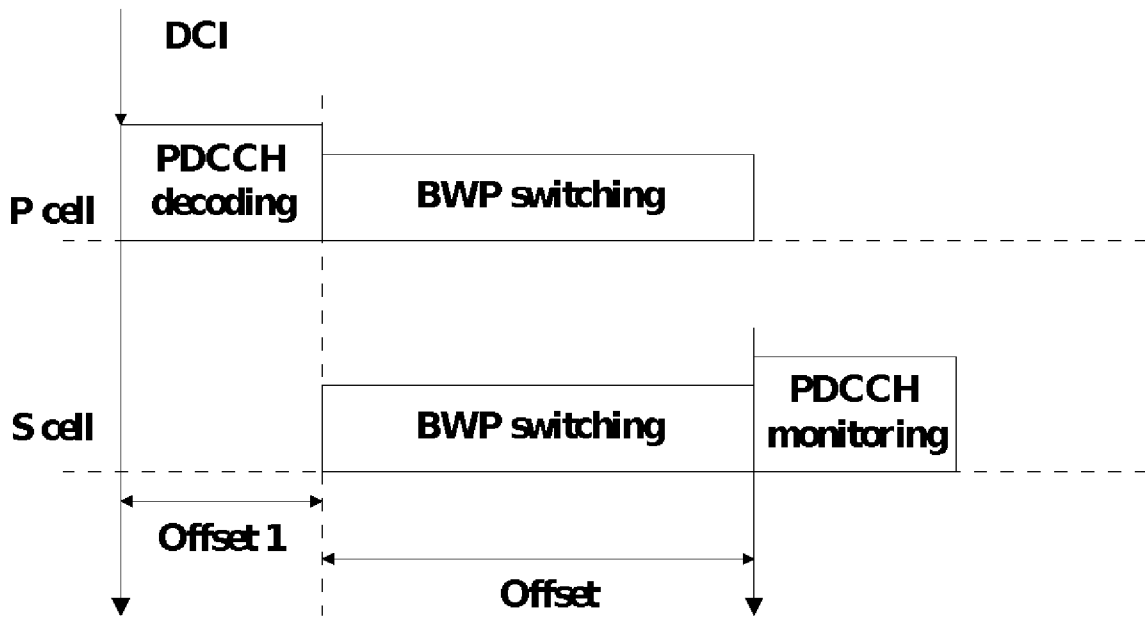 DCI
PDCCH
decoding
BWP switching
P cell
BWP switching
PDCCH
monitoring
S cell
Offset 1
Offset